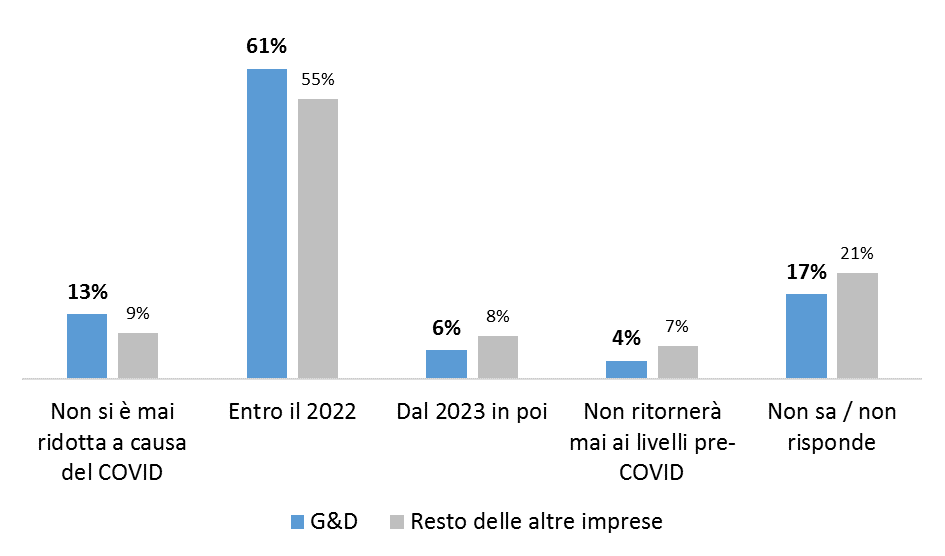 61%
55%
13%
9%
6%
8%
4%
7%
17%
21%
Non si è mai
ridotta a causa
del COVID
Entro il 2022
Dal 2023 in poi
Non ritornerà
mai ai livelli pre-
COVID
Non sa / non
risponde
G&D
Resto delle altre imprese